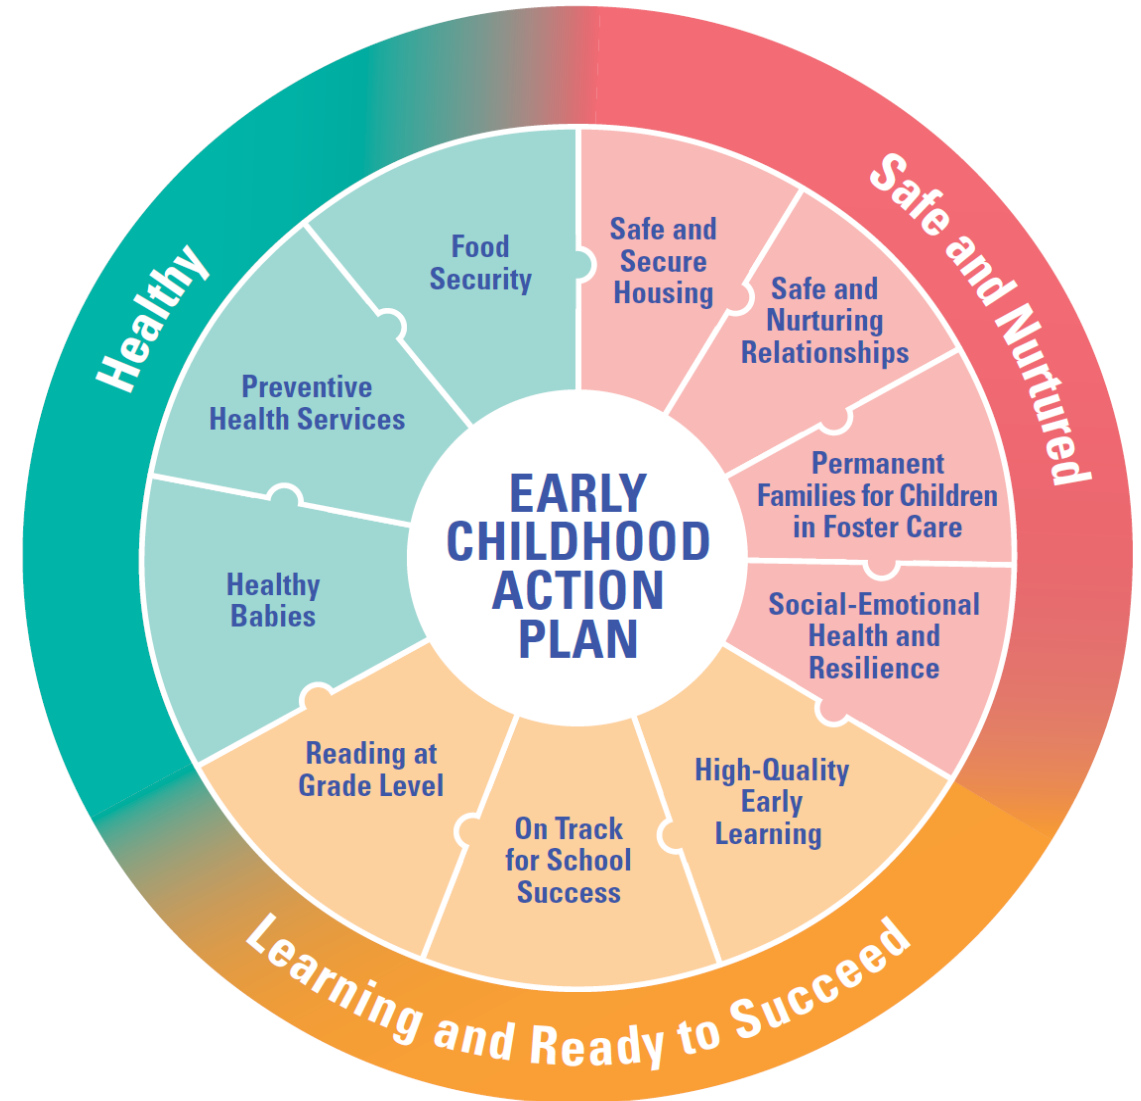 EARLY
CHILDHOOD
ACTION
PLAN
Healthy
Food
Security
Preventive
Health Services
Healthy
Babies
Safe and Nurtured
Safe and
Secure
Housing
Safe and
Nurturing
Relationships
Permanent
Families for Children
in Foster Care
Social-Emotional
Health and
Resilience
Learning and Ready to Succeed
High-Quality
Early
Learning
On Track
for School
Success
Reading at
Grade Level